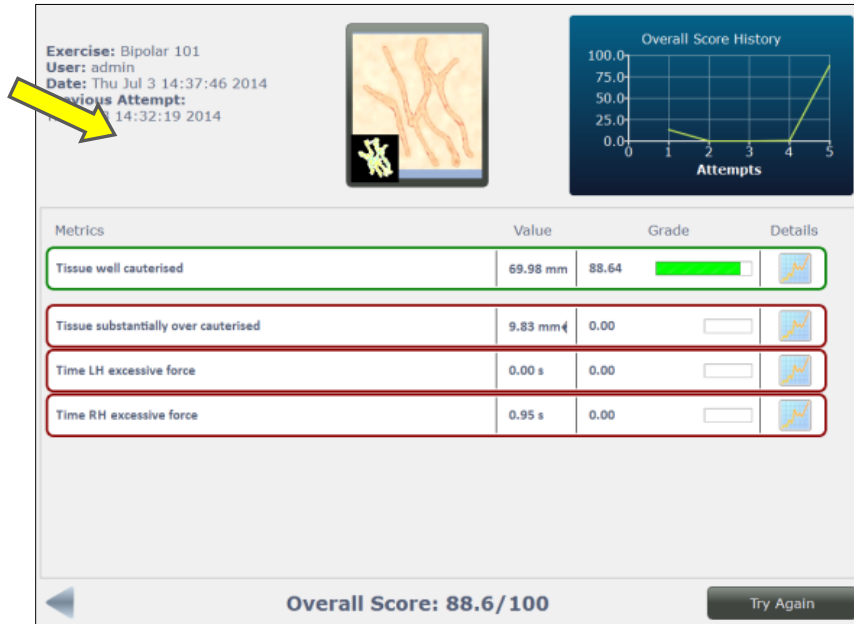 Exercise: Bipolar 101
User: admin
Date: Thu Jul 3 14:37:46 2014
Attempt:
14:32:19 2014
Overall Score History
100.0
75.0
50.0
25.0
0.0
0 1 2 3 4 5
Attempts
Metrics Value Grade Details
Tissue well cauterised 69.98 mm 88.64
Tissue substantially over cauterised 9.83 mm 0.00
Time LH excessive force 0.00 s 0.00
Time RH excessive force 0.95 s 0.00
Overall Score: 88.6/100
Try Again